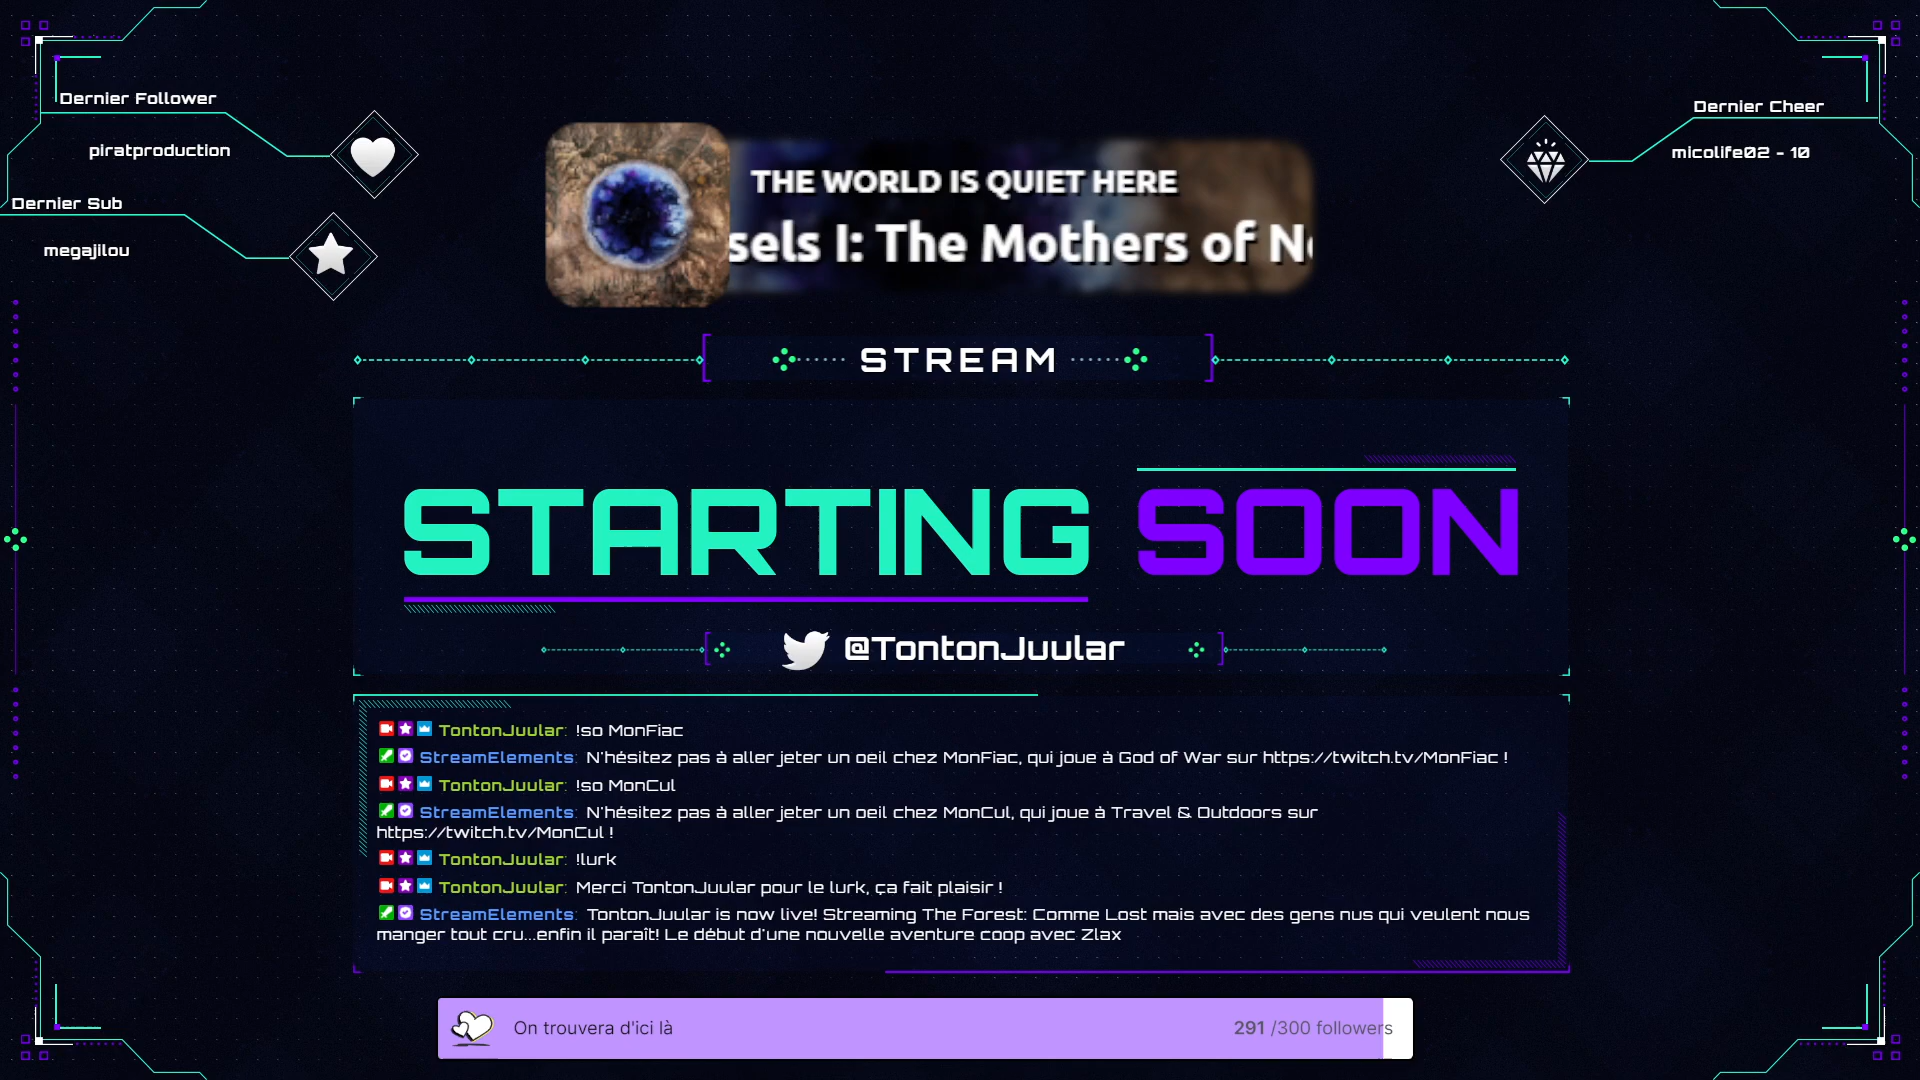 Dernier Follower
piratproduction
Dernier Sub
megajilou
Dernier Cheer
micolife02 - 10
THE WORLD IS QUIET HERE
sels I: The Mothers of
STREAM
STARTING SOON
@TontonJuular
TontonJuular: !so MonFiac
StreamElements: N'hésitez pas à aller jeter un oeil chez MonFiac, qui joue à God of War sur https://twitch.tv/MonFiac !
TontonJuular: !so MonCul
StreamElements: N'hésitez pas à aller jeter un oeil chez MonCul, qui joue à Travel & Outdoors sur
https://twitch.tv/MonCul !
TontonJuular: !lurk
TontonJuular: Merci TontonJuular pour le lurk, ça fait plaisir !
StreamElements: TontonJuular is now live! Streaming The Forest: Comme Lost mais avec des gens nus qui veulent nous
manger tout cru...enfin il paraît! Le début d'une nouvelle aventure coop avec Zlax
On trouvera d'ici là
291 /300 followers